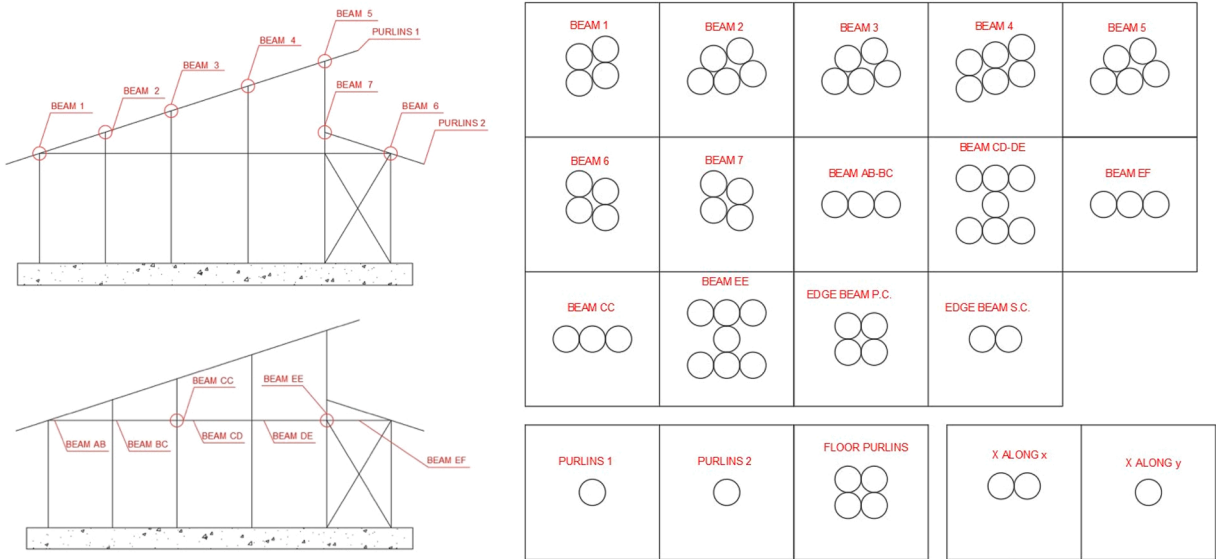 BEAM 5
PURLINS 1
BEAM 4
BEAM 3
BEAM 2
BEAM 1
BEAM 7
BEAM 6
PURLINS 2
BEAM CC
BEAM EE
BEAM AB
BEAM BC
BEAM CD
BEAM DE
BEAM EF
BEAM 1
BEAM 2
BEAM 3
BEAM 4
BEAM 5
BEAM 6
BEAM 7
BEAM AB-BC
BEAM CD-DE
BEAM EF
BEAM CC
BEAM EE
EDGE BEAM P.C.
EDGE BEAM S.C.
PURLINS 1
PURLINS 2
FLOOR PURLINS
X ALONG x
X ALONG y